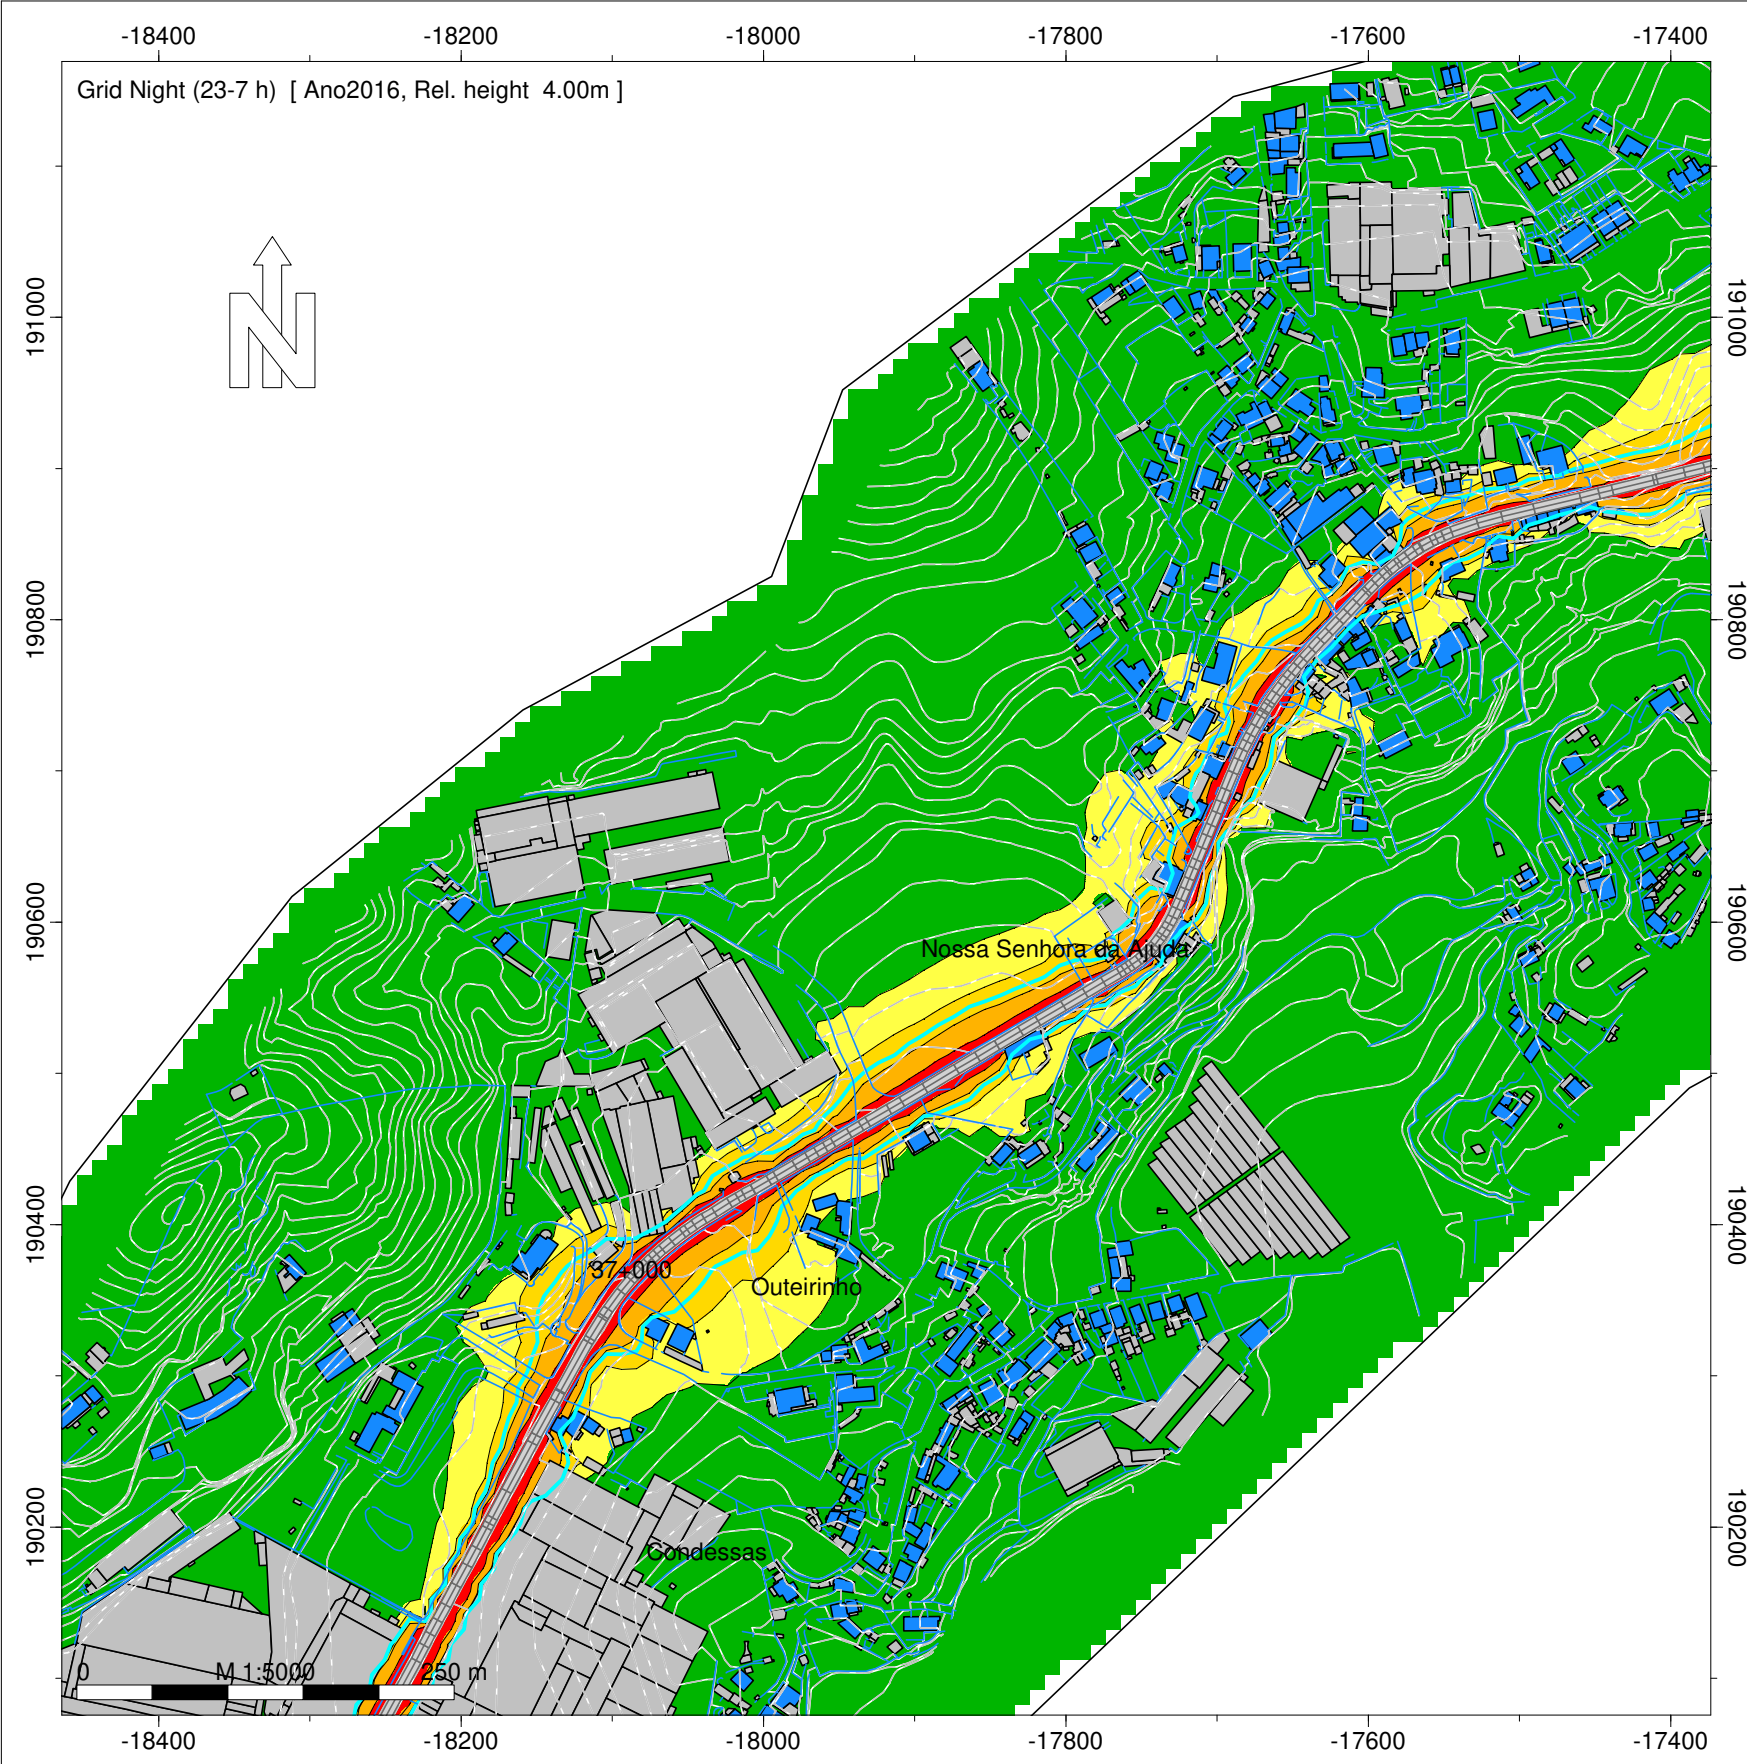 -18400 -18200 -18000 -17800 -17600 -17400
Grid Night (23-7 h) [ Ano2016, Rel. height 4.00m ]
N
191000 191000
190800 190800
190600 190600
Nossa Senhora da Ajuda
190400 190400
37+000
Outeirinho
190200 190200
Condessas
0 M 1:5000 250 m
-18400 -18200 -18000 -17800 -17600 -17400